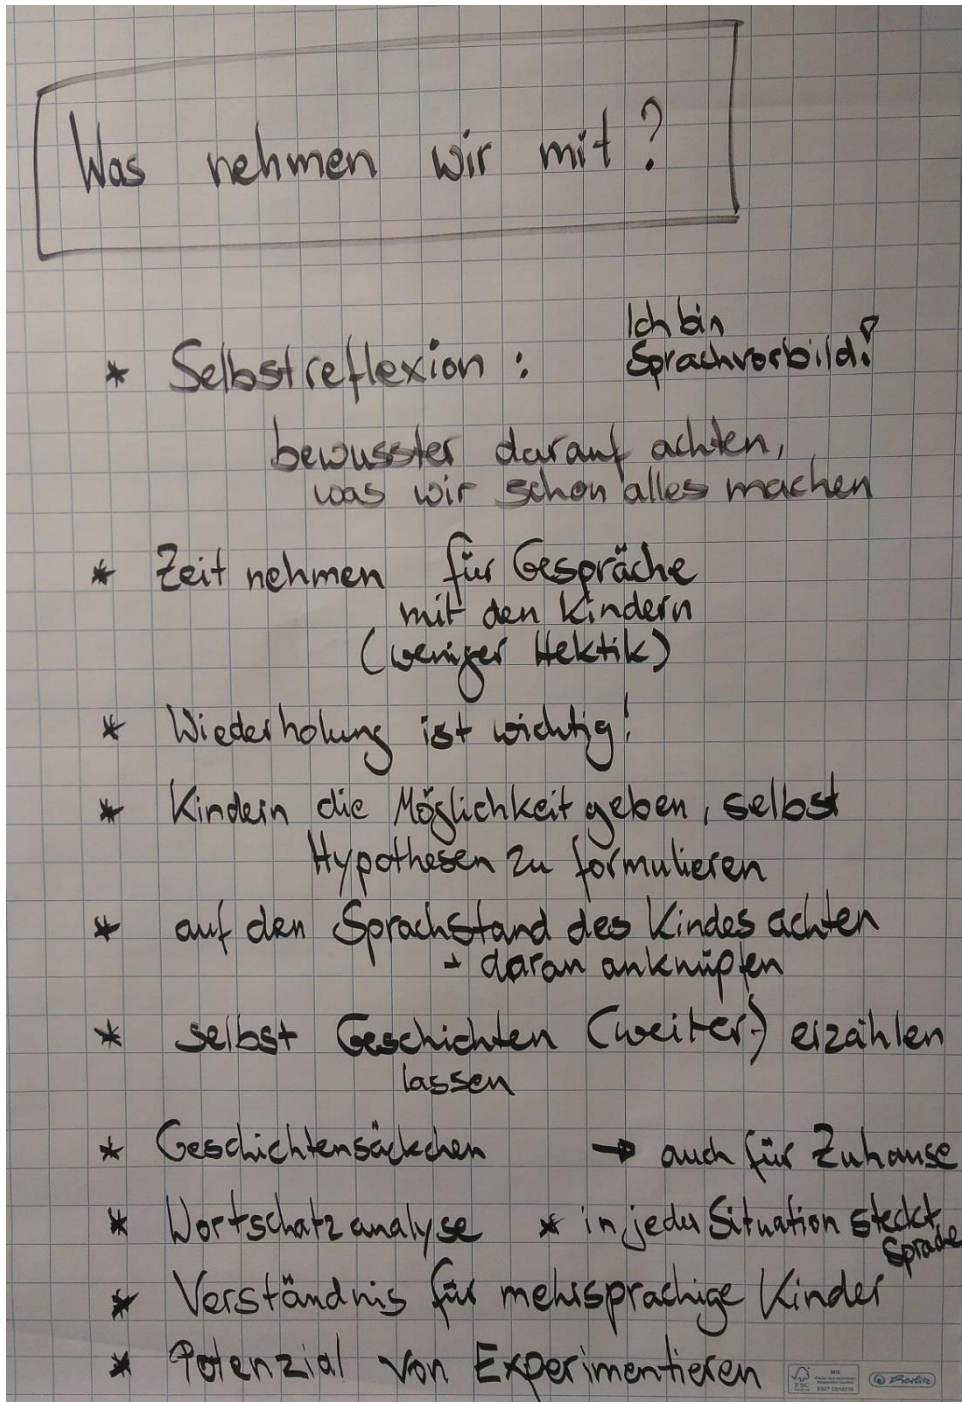 Was nehmen wir mit?
* Selbstreflexion: Ich bin
Sprachvorbild!
bewusster darauf achten,
was wir schon alles machen
* Zeit nehmen für Gespräche
mit den Kindern
(weniger Hektik)
* Wiederholung ist wichtig!
* Kindern die Möglichkeit geben, selbst
Hypothesen zu formulieren
* auf den Sprachstand des Kindes achten
+ daran anknüpfen
* selbst Geschichten (weiter-) erzählen
lassen
* Geschichtensäckchen → auch für Zuhause
* Wortschatzanalyse * in jeder Situation steckt
Sprache
* Verständnis für mehrsprachige Kinder
* Potenzial von Experimentieren
FSC MIX
Berlin